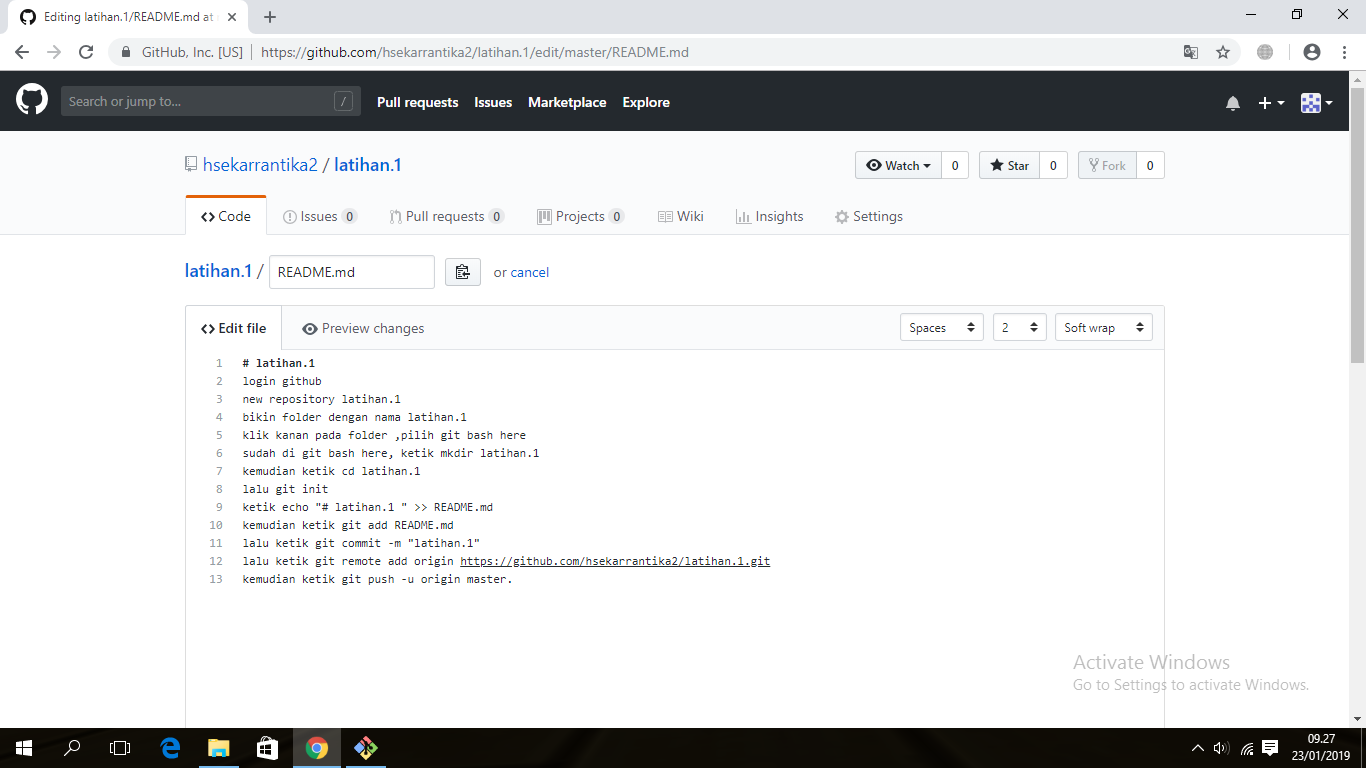 Editing latihan.1/README.md at
GitHub, Inc. [US] https://github.com/hsekarrantika2/latihan.1/edit/master/README.md
Search or jump to... / Pull requests Issues Marketplace Explore
hsekarrantika2 / latihan.1 Watch 0 Star 0 Fork 0
Code Issues 0 Pull requests 0 Projects 0 Wiki Insights Settings
latihan.1 / README.md or cancel
Edit file Preview changes Spaces 2 Soft wrap
1 # latihan.1
2 login github
3 new repository latihan.1
4 bikin folder dengan nama latihan.1
5 klik kanan pada folder ,pilih git bash here
6 sudah di git bash here, ketik mkdir latihan.1
7 kemudian ketik cd latihan.1
8 lalu git init
9 ketik echo "# latihan.1 " >> README.md
10 kemudian ketik git add README.md
11 lalu ketik git commit -m "latihan.1"
12 lalu ketik git remote add origin https://github.com/hsekarrantika2/latihan.1.git
13 kemudian ketik git push -u origin master.
Activate Windows
Go to Settings to activate Windows.
09.27
23/01/2019